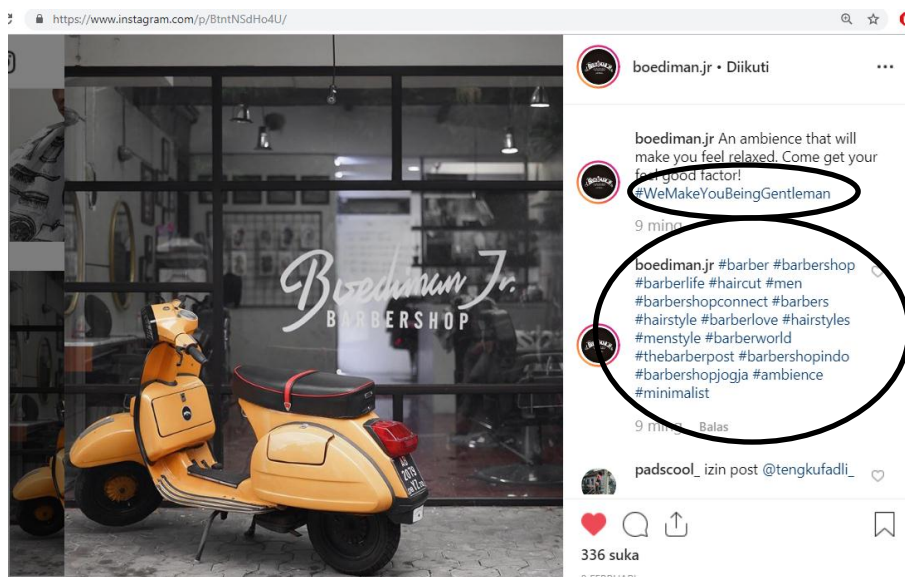 https://www.instagram.com/p/BtntNSdHo4U/
boediman.jr • Diikuti
boediman.jr An ambience that will
make you feel relaxed. Come get your
feel good factor!
#WeMakeYouBeingGentleman
9 ming
boediman.jr #barber #barbershop
#barberlife #haircut #men
#barbershopconnect #barbers
#hairstyle #barberlove #hairstyles
#menstyle #barberworld
#thebarberpost #barbershopindo
#barbershopjogja #ambience
#minimalist
9 ming Balas
padscool_ izin post @tengkufadli_
336 suka
Boediman Jr.
BARBERSHOP
2079